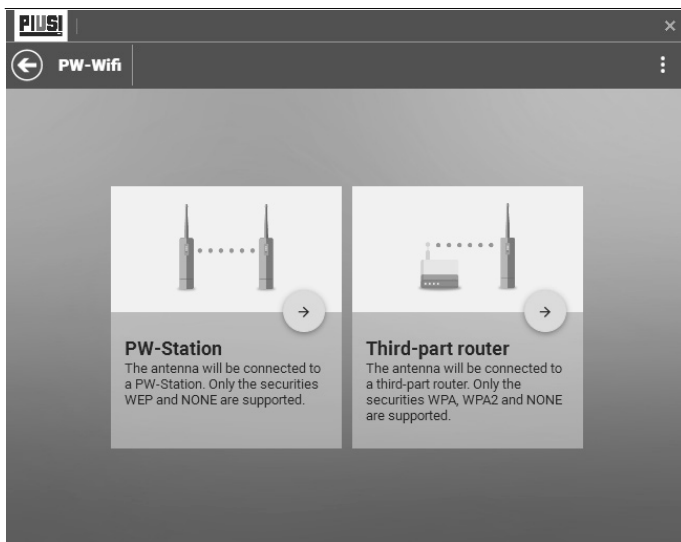 PIUSI
PW-Wifi
PW-Station
The antenna will be connected to
a PW-Station. Only the securities
WEP and NONE are supported.
Third-part router
The antenna will be connected to
a third-part router. Only the
securities WPA, WPA2 and NONE
are supported.